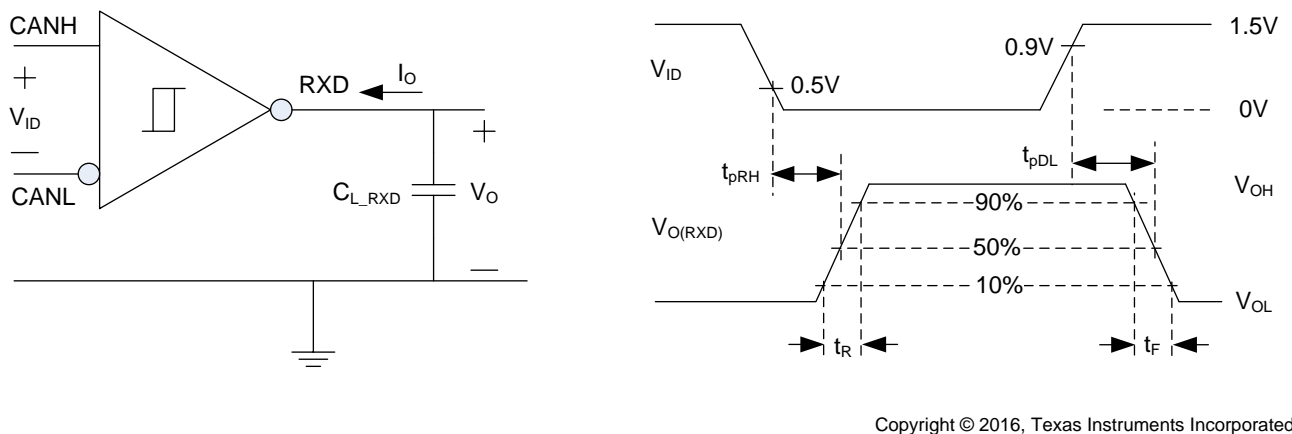 CANH
+
V_ID
—
CANL
RXD
I_O
C_L_RXD
+
V_O
—
V_ID
0.5V
0.9V
1.5V
0V
t_pRH
t_pDL
V_O(RXD)
90%
50%
10%
V_OH
V_OL
t_R
t_F
Copyright © 2016, Texas Instruments Incorporated